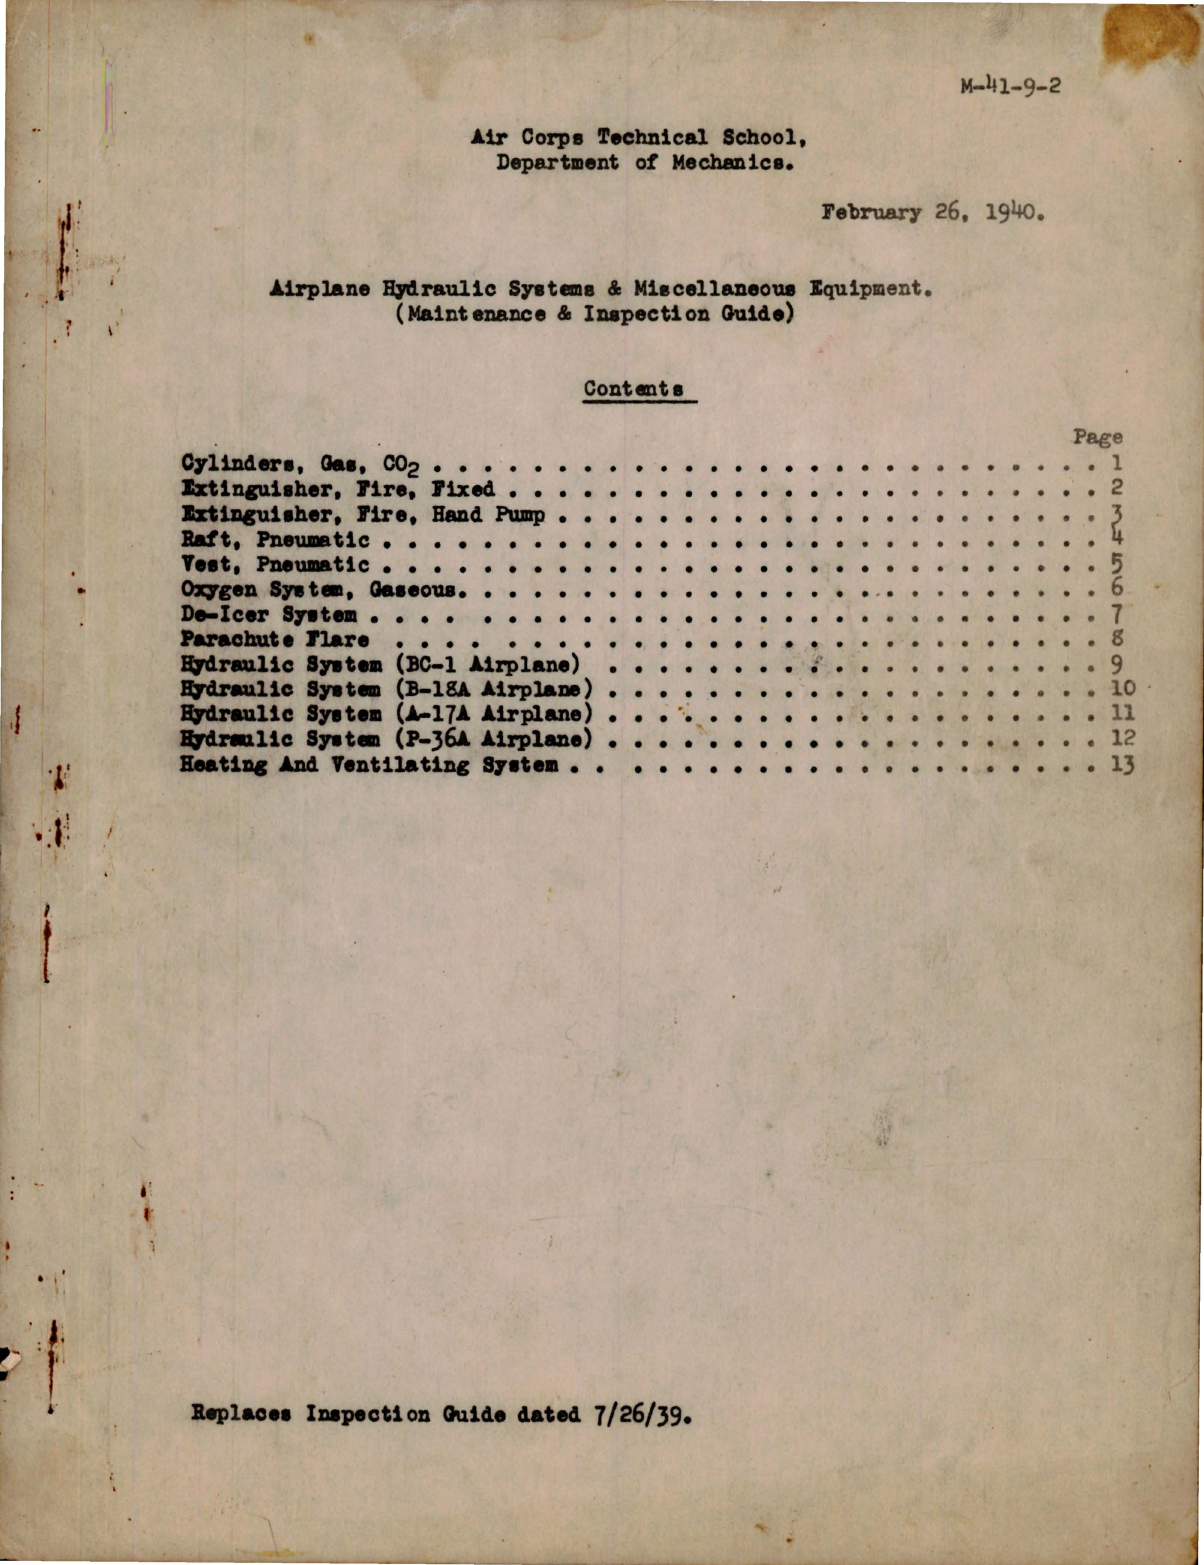 M-41-9-2
Air Corps Technical School,
Department of Mechanics.
February 26, 1940.
Airplane Hydraulic Systems & Miscellaneous Equipment.
(Maintenance & Inspection Guide)
Contents
Page
Cylinders, Gas, CO2 . . . . . . . . . . . . . . . . . . . . . . . . . . . 1
Extinguisher, Fire, Fixed . . . . . . . . . . . . . . . . . . . . . . . . 2
Extinguisher, Fire, Hand Pump . . . . . . . . . . . . . . . . . . . . . . 3
Raft, Pneumatic . . . . . . . . . . . . . . . . . . . . . . . . . . . . . 4
Vest, Pneumatic . . . . . . . . . . . . . . . . . . . . . . . . . . . . . 5
Oxygen System, Gaseous. . . . . . . . . . . . . . . . . . . . . . . . . . 6
De-Icer System . . . . . . . . . . . . . . . . . . . . . . . . . . . . . 7
Parachute Flare . . . . . . . . . . . . . . . . . . . . . . . . . . . . 8
Hydraulic System (BC-1 Airplane) . . . . . . . . . . . . . . . . . . . . 9
Hydraulic System (B-18A Airplane) . . . . . . . . . . . . . . . . . . . . 10
Hydraulic System (A-17A Airplane) . . . . . . . . . . . . . . . . . . . . 11
Hydraulic System (P-36A Airplane) . . . . . . . . . . . . . . . . . . . . 12
Heating And Ventilating System . . . . . . . . . . . . . . . . . . . . . 13
Replaces Inspection Guide dated 7/26/39.